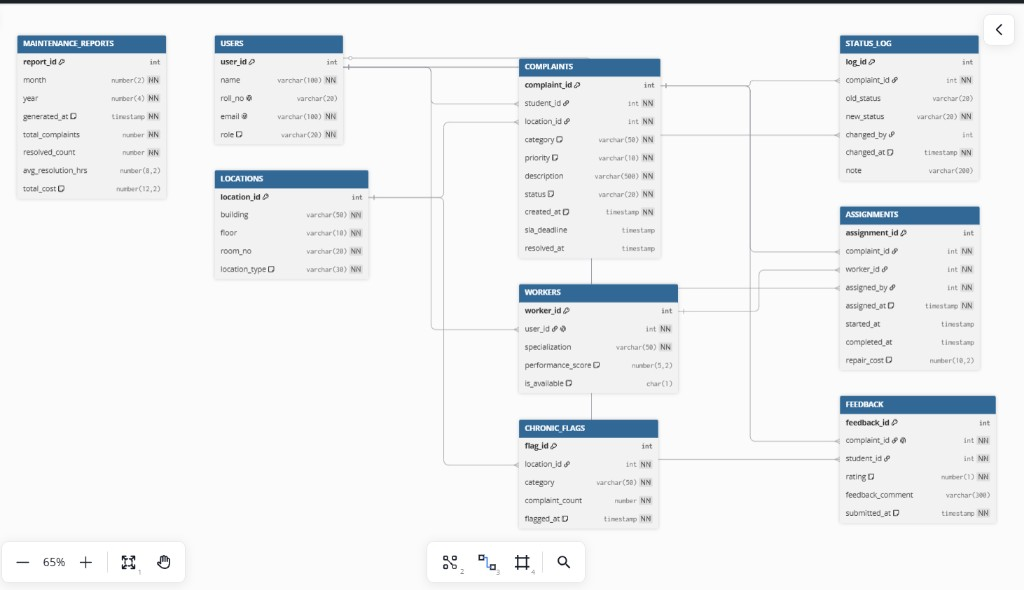 MAINTENANCE_REPORTS
report_id int
month number(2) NN
year number(4) NN
generated_at timestamp NN
total_complaints number NN
resolved_count number NN
avg_resolution_hrs number(8,2)
total_cost number(12,2)
USERS
user_id int
name varchar(100) NN
roll_no varchar(20)
email varchar(100) NN
role varchar(20) NN
LOCATIONS
location_id int
building varchar(50) NN
floor varchar(10) NN
room_no varchar(20) NN
location_type varchar(30) NN
COMPLAINTS
complaint_id int
student_id int NN
location_id int NN
category varchar(50) NN
priority varchar(10) NN
description varchar(500) NN
status varchar(20) NN
created_at timestamp NN
sla_deadline timestamp
resolved_at timestamp
WORKERS
worker_id int
user_id int NN
specialization varchar(50) NN
performance_score number(5,2)
is_available char(1)
CHRONIC_FLAGS
flag_id int
location_id int NN
category varchar(50) NN
complaint_count number NN
flagged_at timestamp NN
STATUS_LOG
log_id int
complaint_id int NN
old_status varchar(20)
new_status varchar(20) NN
changed_by int
changed_at timestamp NN
note varchar(200)
ASSIGNMENTS
assignment_id int
complaint_id int NN
worker_id int NN
assigned_by int NN
assigned_at timestamp NN
started_at timestamp
completed_at timestamp
repair_cost number(10,2)
FEEDBACK
feedback_id int
complaint_id int NN
student_id int NN
rating number(1) NN
feedback_comment varchar(300)
submitted_at timestamp NN
65% 1 2 3 4